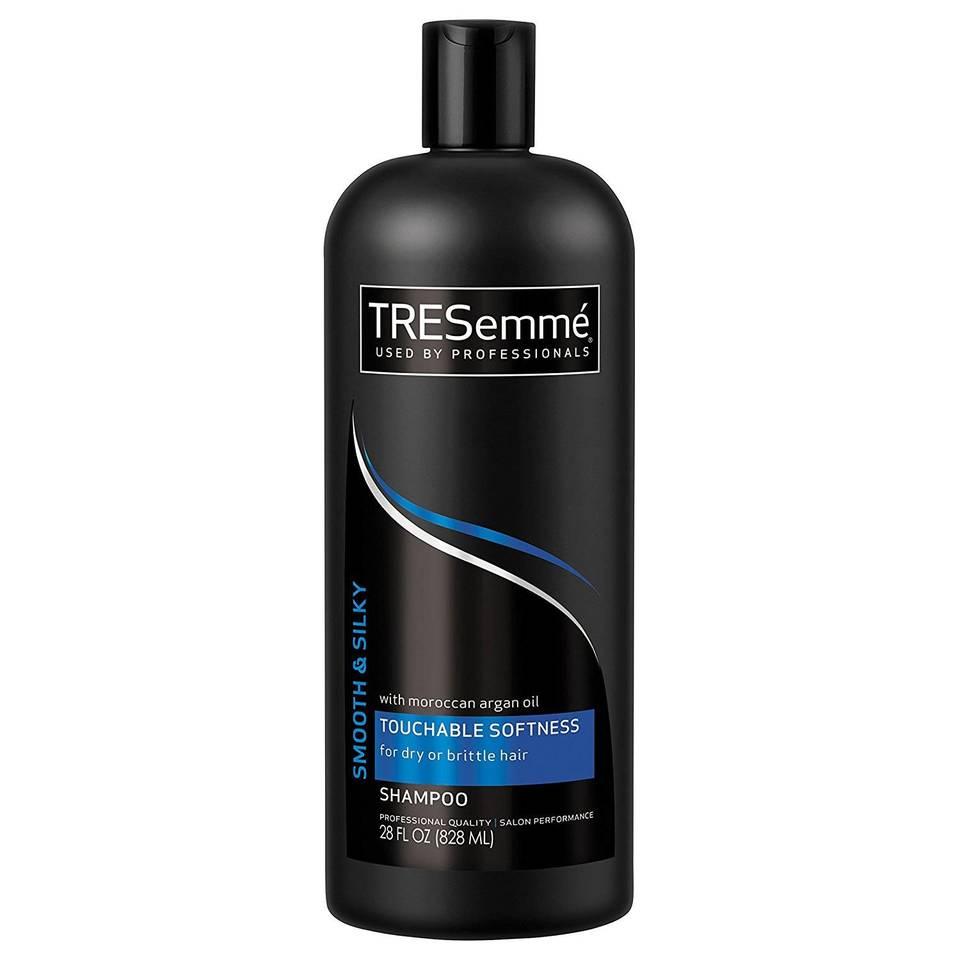 TRESemmé®
USED BY PROFESSIONALS
SMOOTH & SILKY
with moroccan argan oil
TOUCHABLE SOFTNESS
for dry or brittle hair
SHAMPOO
PROFESSIONAL QUALITY | SALON PERFORMANCE
28 FL OZ (828 ML)